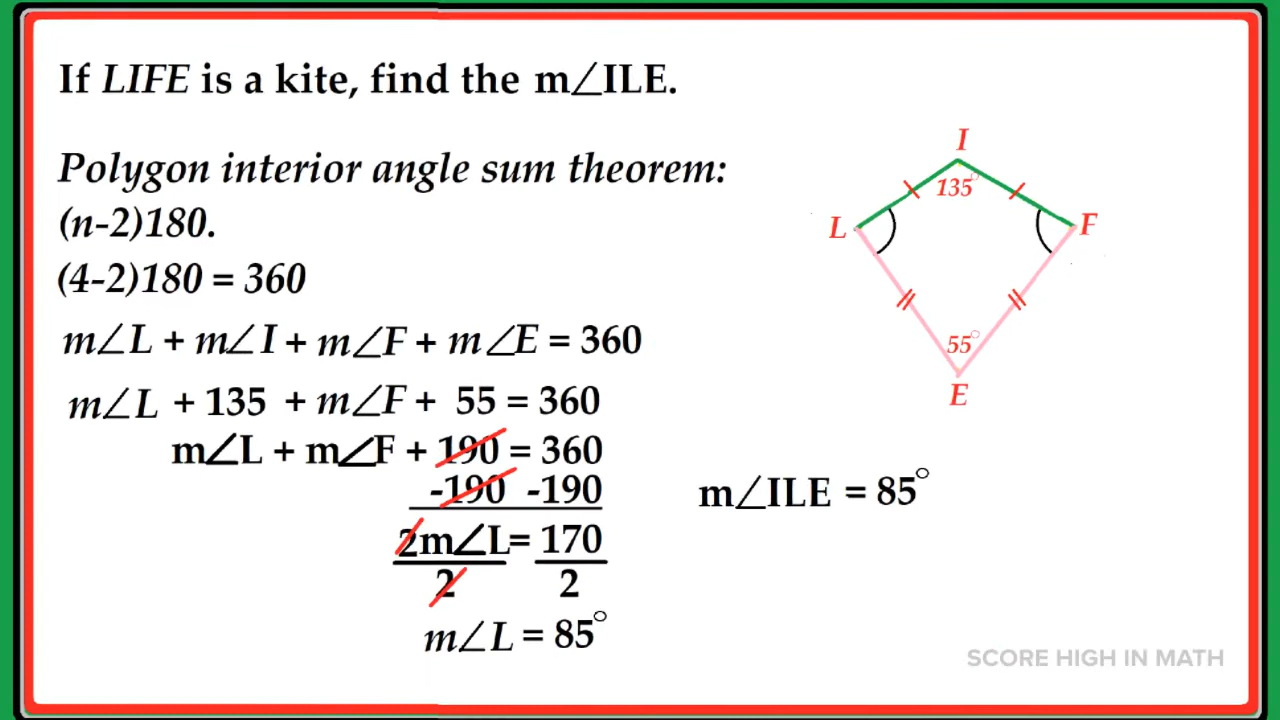 If LIFE is a kite, find the m∠ILE.
Polygon interior angle sum theorem:
(n-2)180.
(4-2)180 = 360
m∠L + m∠I + m∠F + m∠E = 360
m∠L + 135 + m∠F + 55 = 360
m∠L + m∠F + 190 = 360
-190 -190
2m∠L = 170
2 2
m∠L = 85°
I
135°
L
F
55°
E
m∠ILE = 85°
SCORE HIGH IN MATH